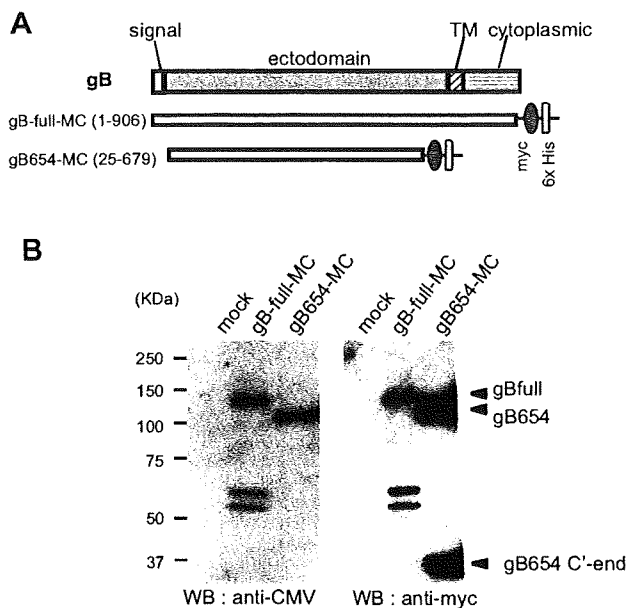 A
signal
TM cytoplasmic
ectodomain
gB
gB-full-MC (1-906)
gB654-MC (25-679)
myc
6x His
B
(KDa)
mock
gB-full-MC
gB654-MC
mock
gB-full-MC
gB654-MC
250
150
100
75
50
37
gBfull
gB654
gB654 C'-end
WB : anti-CMV
WB : anti-myc